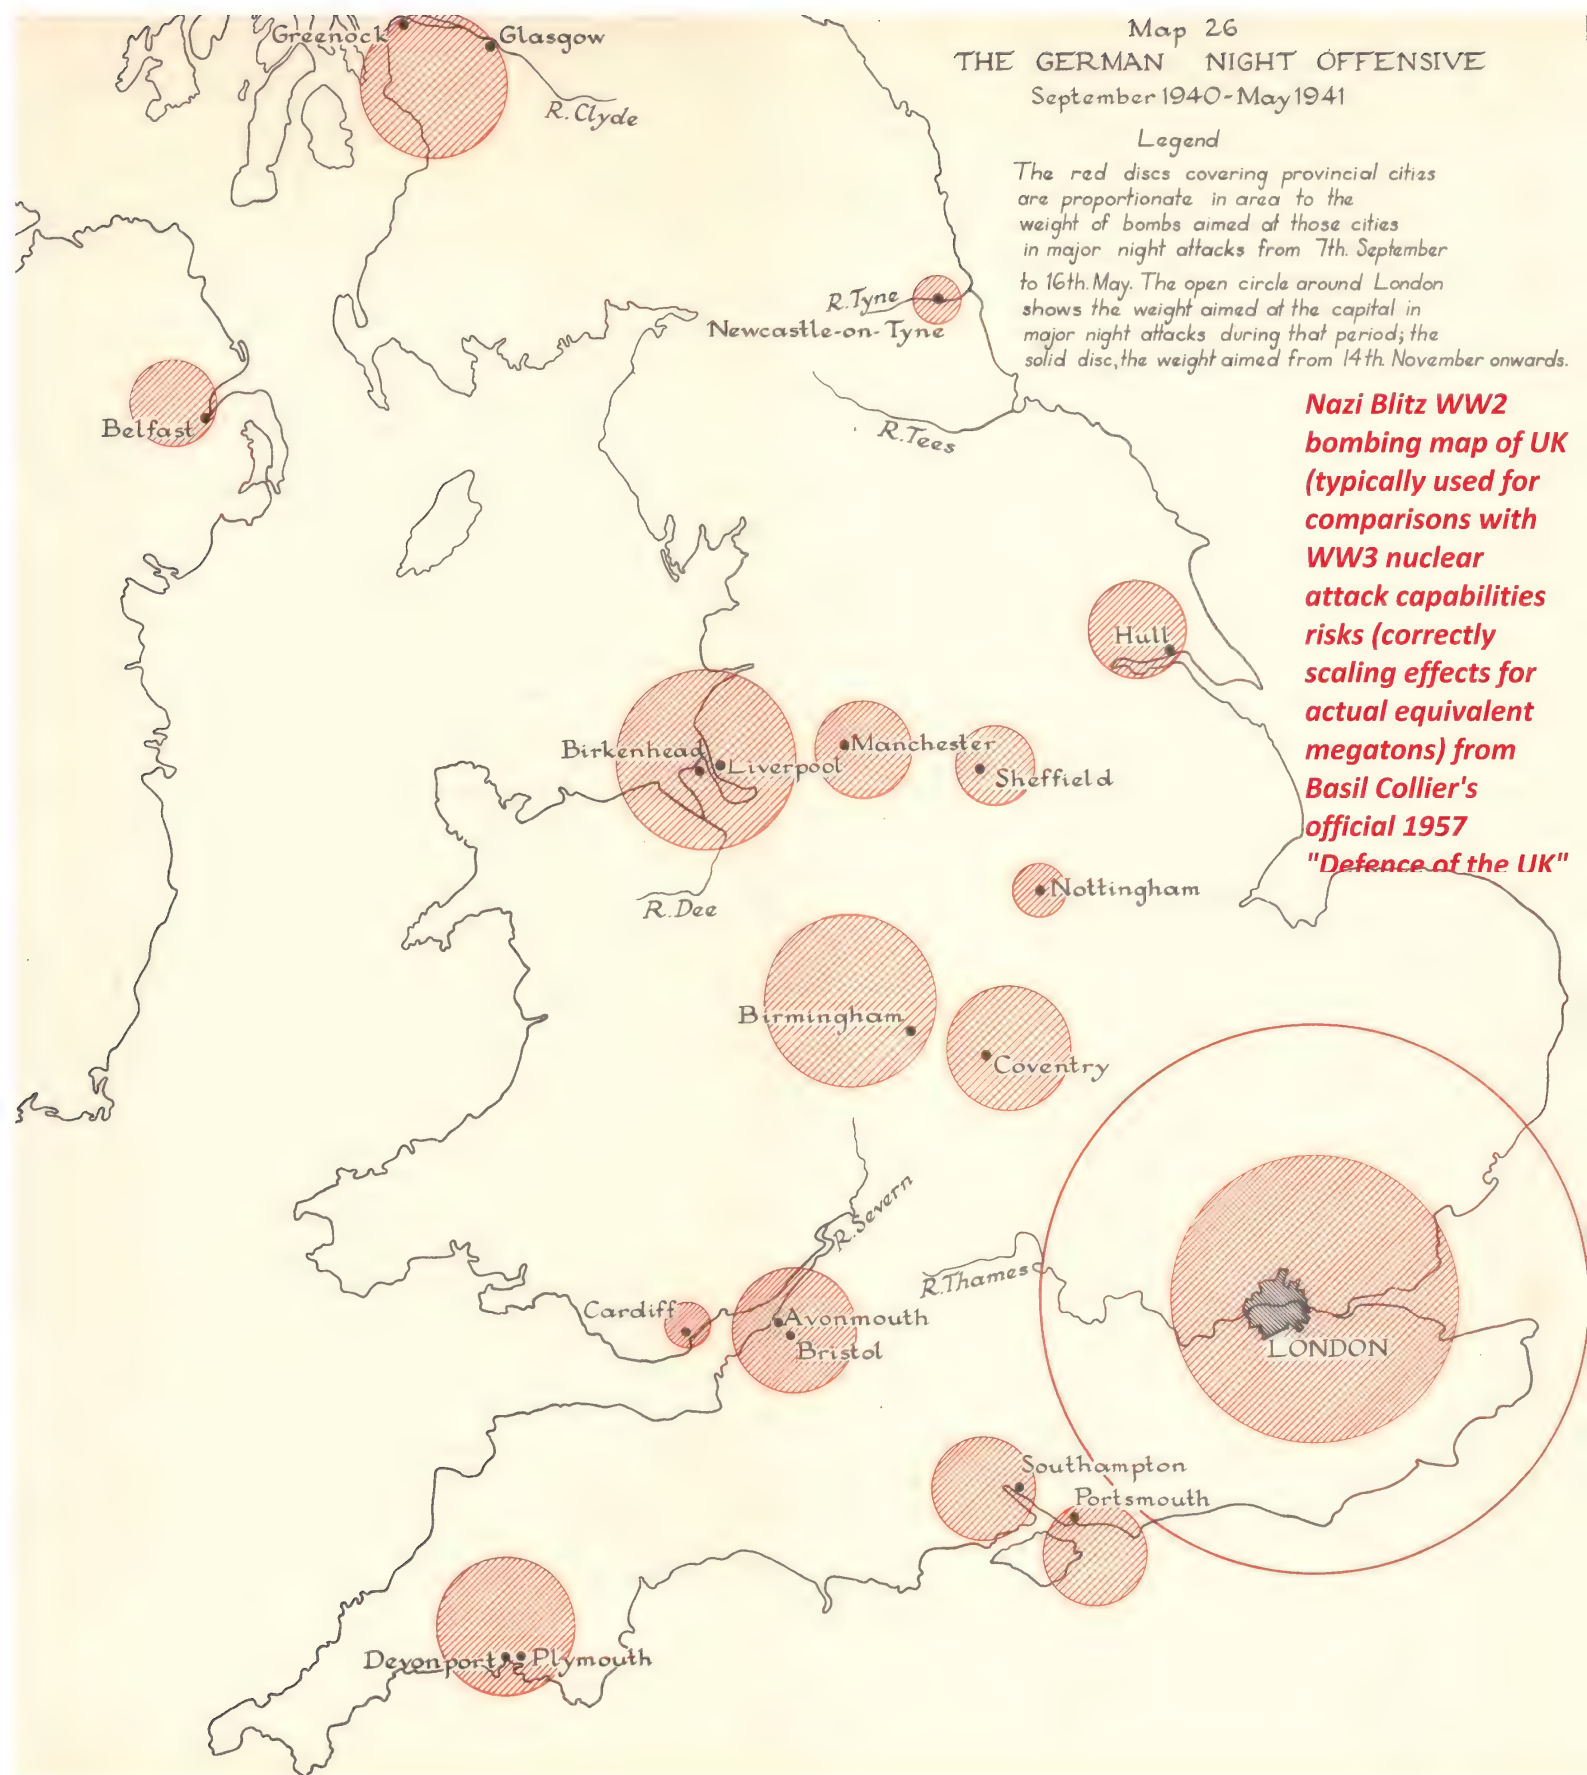 Map 26
THE GERMAN NIGHT OFFENSIVE
September 1940-May 1941
Legend
The red discs covering provincial cities
are proportionate in area to the
weight of bombs aimed at those cities
in major night attacks from 7th. September
to 16th. May. The open circle around London
shows the weight aimed at the capital in
major night attacks during that period; the
solid disc, the weight aimed from 14th. November onwards.
Nazi Blitz WW2
bombing map of UK
(typically used for
comparisons with
WW3 nuclear
attack capabilities
risks (correctly
scaling effects for
actual equivalent
megatons) from
Basil Collier's
official 1957
"Defence of the UK"
Greenock
Glasgow
R. Clyde
R. Tyne
Newcastle-on-Tyne
Belfast
R. Tees
Hull
Birkenhead
Liverpool
Manchester
Sheffield
R. Dee
Nottingham
Birmingham
Coventry
R. Severn
R. Thames
Cardiff
Avonmouth
Bristol
LONDON
Southampton
Portsmouth
Devonport
Plymouth